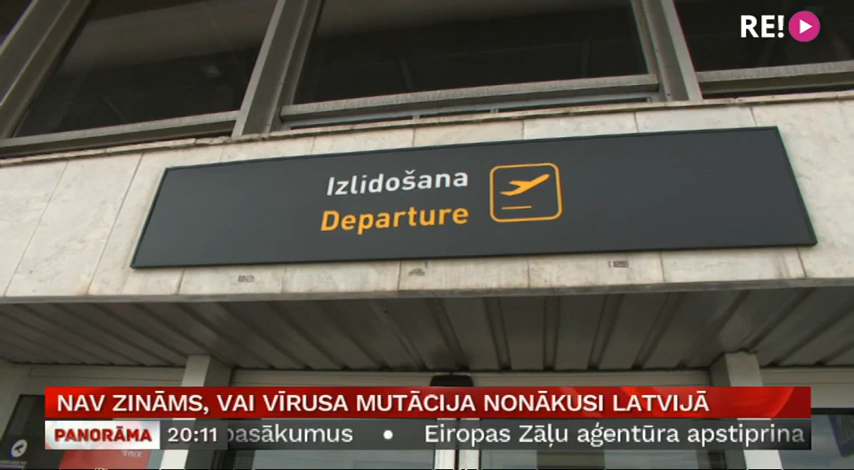 RE!
Izlidošana
Departure
NAV ZINĀMS, VAI VĪRUSA MUTĀCIJA NONĀKUSI LATVIJĀ
PANORĀMA 20:11 pasākumus • Eiropas Zāļu aģentūra apstiprina